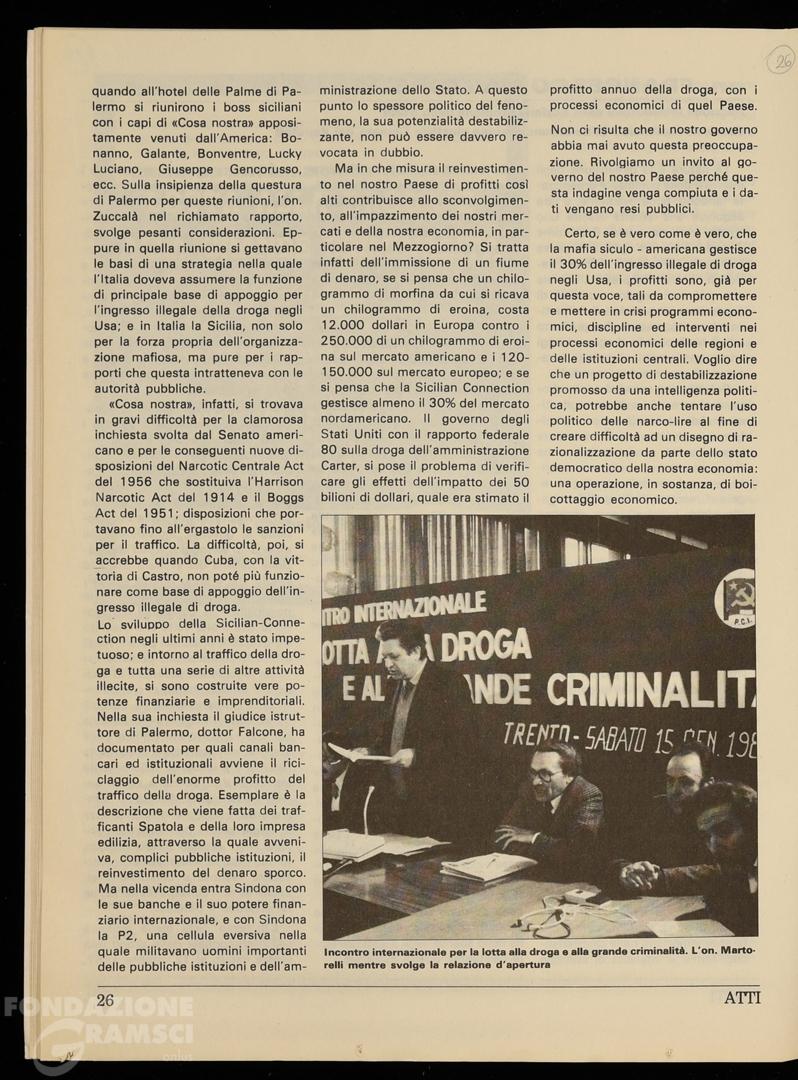 26
quando all'hotel delle Palme di Pa-
lermo si riunirono i boss siciliani
con i capi di «Cosa nostra» apposi-
tamente venuti dall'America: Bo-
nanno, Galante, Bonventre, Lucky
Luciano, Giuseppe Gencorusso,
ecc. Sulla insipienza della questura
di Palermo per queste riunioni, l'on.
Zuccalà nel richiamato rapporto,
svolge pesanti considerazioni. Ep-
pure in quella riunione si gettavano
le basi di una strategia nella quale
l'Italia doveva assumere la funzione
di principale base di appoggio per
l'ingresso illegale della droga negli
Usa; e in Italia la Sicilia, non solo
per la forza propria dell'organizza-
zione mafiosa, ma pure per i rap-
porti che questa intratteneva con le
autorità pubbliche.
«Cosa nostra», infatti, si trovava
in gravi difficoltà per la clamorosa
inchiesta svolta dal Senato ameri-
cano e per le conseguenti nuove di-
sposizioni del Narcotic Centrale Act
del 1956 che sostituiva l'Harrison
Narcotic Act del 1914 e il Boggs
Act del 1951; disposizioni che por-
tavano fino all'ergastolo le sanzioni
per il traffico. La difficoltà, poi, si
accrebbe quando Cuba, con la vit-
toria di Castro, non poté più funzio-
nare come base di appoggio dell'in-
gresso illegale di droga.
Lo sviluppo della Sicilian-Conne-
ction negli ultimi anni è stato impe-
tuoso; e intorno al traffico della dro-
ga e tutta una serie di altre attività
illecite, si sono costruite vere po-
tenze finanziarie e imprenditoriali.
Nella sua inchiesta il giudice istrut-
tore di Palermo, dottor Falcone, ha
documentato per quali canali ban-
cari ed istituzionali avviene il rici-
claggio dell'enorme profitto del
traffico della droga. Esemplare è la
descrizione che viene fatta dei traf-
ficanti Spatola e della loro impresa
edilizia, attraverso la quale avveni-
va, complici pubbliche istituzioni, il
reinvestimento del denaro sporco.
Ma nella vicenda entra Sindona con
le sue banche e il suo potere finan-
ziario internazionale, e con Sindona
la P2, una cellula eversiva nella
quale militavano uomini importanti
delle pubbliche istituzioni e dell'am-
ministrazione dello Stato. A questo
punto lo spessore politico del feno-
meno, la sua potenzialità destabiliz-
zante, non può essere davvero re-
vocata in dubbio.
Ma in che misura il reinvestimen-
to nel nostro Paese di profitti così
alti contribuisce allo sconvolgimen-
to, all'impazzimento dei nostri mer-
cati e della nostra economia, in par-
ticolare nel Mezzogiorno? Si tratta
infatti dell'immissione di un fiume
di denaro, se si pensa che un chilo-
grammo di morfina da cui si ricava
un chilogrammo di eroina, costa
12.000 dollari in Europa contro i
250.000 di un chilogrammo di eroi-
na sul mercato americano e i 120-
150.000 sul mercato europeo; e se
si pensa che la Sicilian Connection
gestisce almeno il 30% del mercato
nordamericano. Il governo degli
Stati Uniti con il rapporto federale
80 sulla droga dell'amministrazione
Carter, si pose il problema di verifi-
care gli effetti dell'impatto dei 50
bilioni di dollari, quale era stimato il
profitto annuo della droga, con i
processi economici di quel Paese.
Non ci risulta che il nostro governo
abbia mai avuto questa preoccupa-
zione. Rivolgiamo un invito al go-
verno del nostro Paese perché que-
sta indagine venga compiuta e i da-
ti vengano resi pubblici.
Certo, se è vero come è vero, che
la mafia siculo - americana gestisce
il 30% dell'ingresso illegale di droga
negli Usa, i profitti sono, già per
questa voce, tali da compromettere
e mettere in crisi programmi econo-
mici, discipline ed interventi nei
processi economici delle regioni e
delle istituzioni centrali. Voglio dire
che un progetto di destabilizzazione
promosso da una intelligenza politi-
ca, potrebbe anche tentare l'uso
politico delle narco-lire al fine di
creare difficoltà ad un disegno di ra-
zionalizzazione da parte dello stato
democratico della nostra economia:
una operazione, in sostanza, di boi-
cottaggio economico.
TRO INTERNAZIONALE
OTTA A A DROGA
E AL NDE CRIMINALIT
TRENTO - SABATO 15 GEN. 198
P.C.I.
Incontro internazionale per la lotta alla droga e alla grande criminalità. L'on. Marto-
relli mentre svolge la relazione d'apertura
26
ATTI
FONDAZIONE
GRAMSCI
onlus